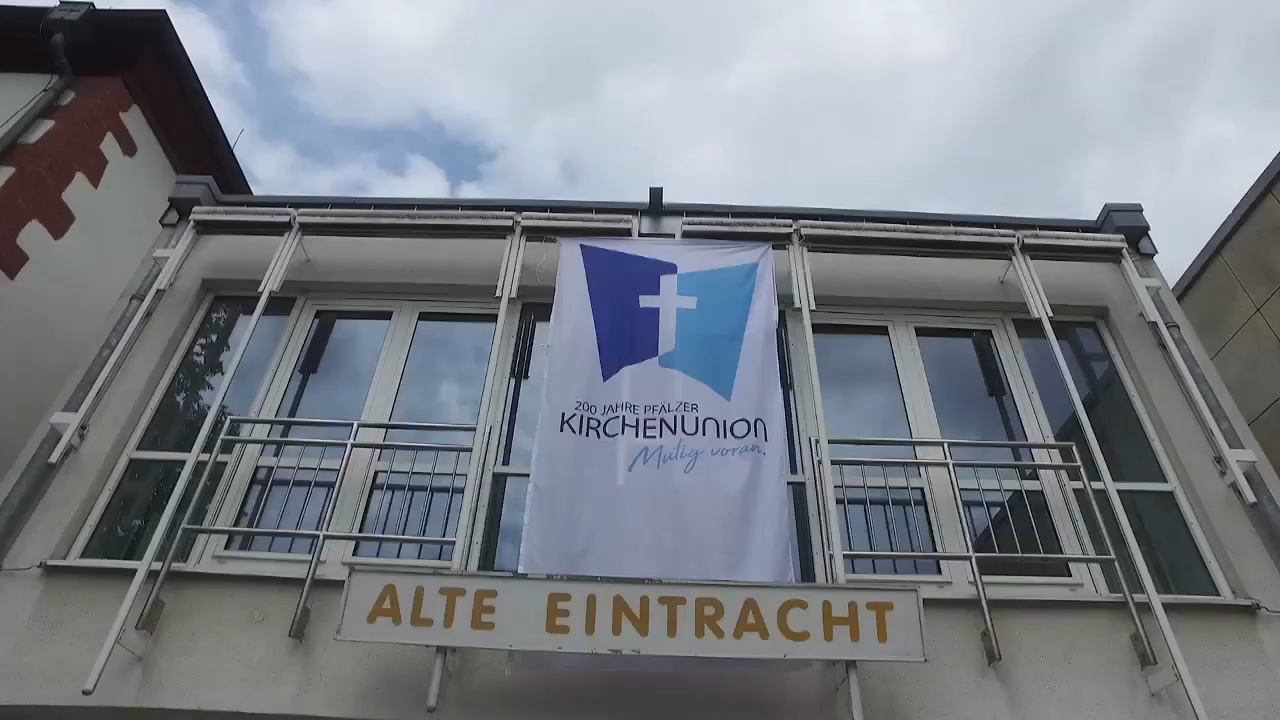 200 JAHRE PFÄLZER
KIRCHENUNION
Mutig voran.
ALTE EINTRACHT